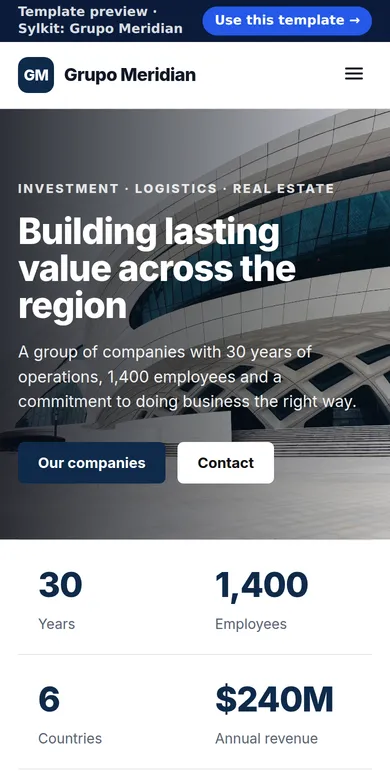 Template preview ·
Sylkit: Grupo Meridian
Use this template →
GM
Grupo Meridian
INVESTMENT · LOGISTICS · REAL ESTATE
Building lasting
value across the
region
A group of companies with 30 years of
operations, 1,400 employees and a
commitment to doing business the right way.
Our companies
Contact
30
1,400
Years
Employees
6
$240M
Countries
Annual revenue